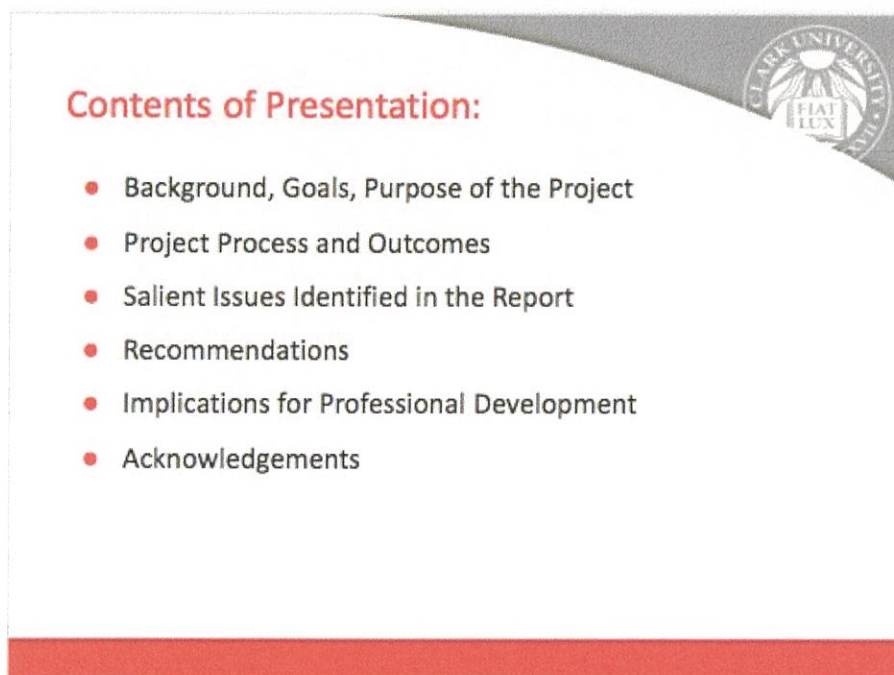 CLARK UNIVERSITY
FIAT
LUX
Contents of Presentation:
● Background, Goals, Purpose of the Project
● Project Process and Outcomes
● Salient Issues Identified in the Report
● Recommendations
● Implications for Professional Development
● Acknowledgements